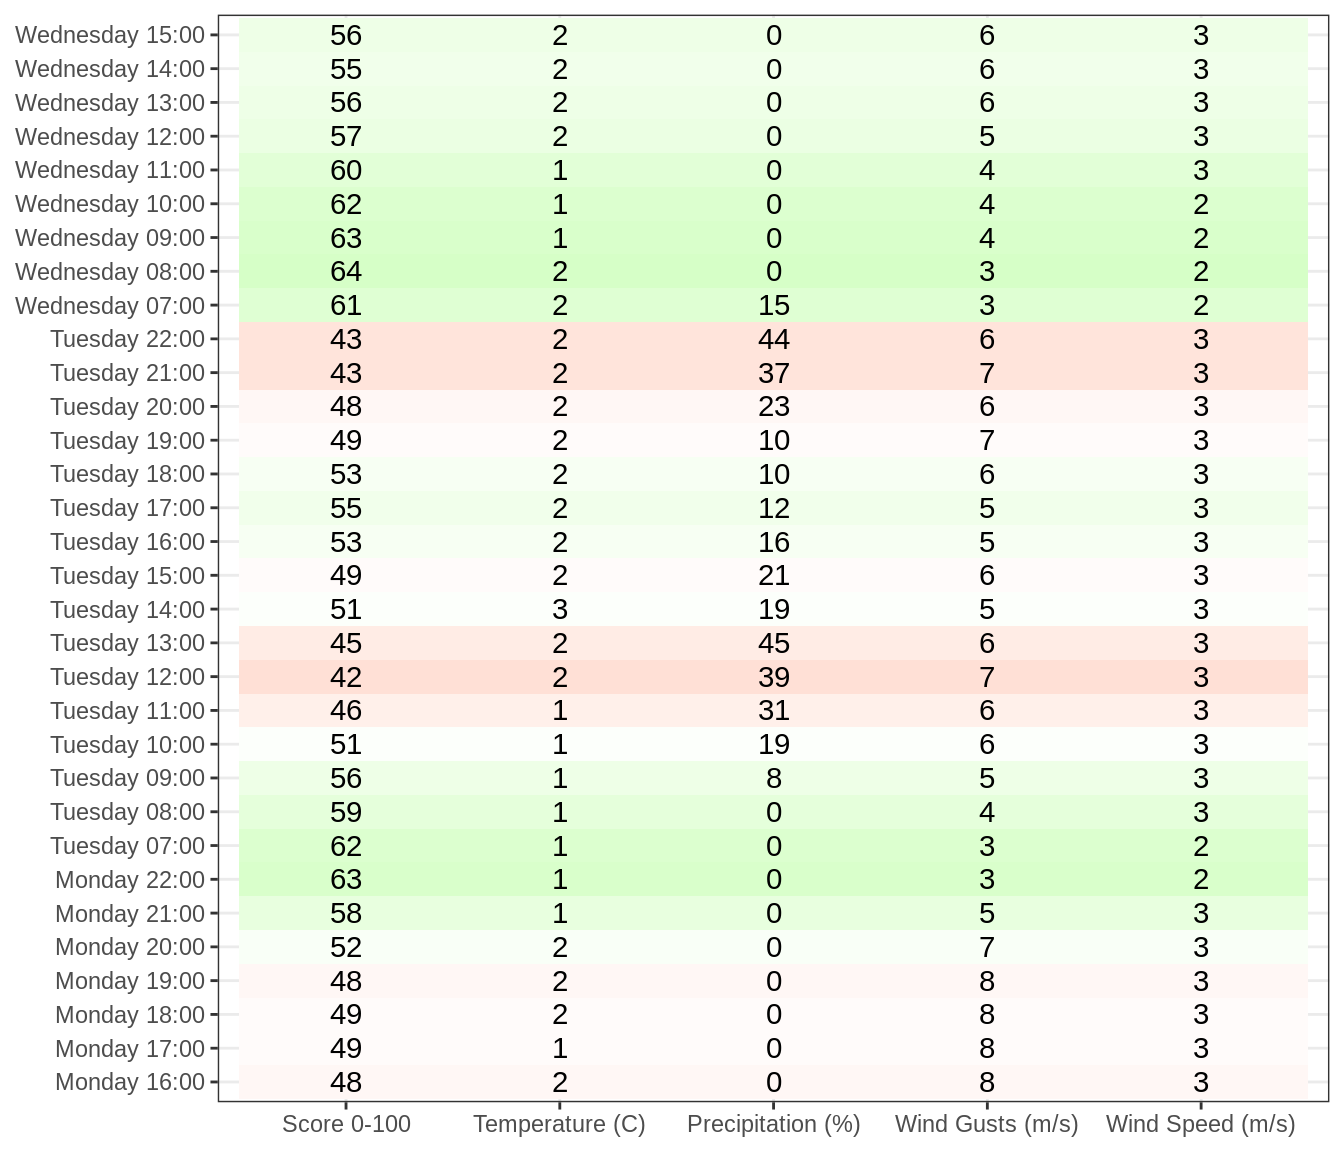 Wednesday 15:00 56 2 0 6 3
Wednesday 14:00 55 2 0 6 3
Wednesday 13:00 56 2 0 6 3
Wednesday 12:00 57 2 0 5 3
Wednesday 11:00 60 1 0 4 3
Wednesday 10:00 62 1 0 4 2
Wednesday 09:00 63 1 0 4 2
Wednesday 08:00 64 2 0 3 2
Wednesday 07:00 61 2 15 3 2
Tuesday 22:00 43 2 44 6 3
Tuesday 21:00 43 2 37 7 3
Tuesday 20:00 48 2 23 6 3
Tuesday 19:00 49 2 10 7 3
Tuesday 18:00 53 2 10 6 3
Tuesday 17:00 55 2 12 5 3
Tuesday 16:00 53 2 16 5 3
Tuesday 15:00 49 2 21 6 3
Tuesday 14:00 51 3 19 5 3
Tuesday 13:00 45 2 45 6 3
Tuesday 12:00 42 2 39 7 3
Tuesday 11:00 46 1 31 6 3
Tuesday 10:00 51 1 19 6 3
Tuesday 09:00 56 1 8 5 3
Tuesday 08:00 59 1 0 4 3
Tuesday 07:00 62 1 0 3 2
Monday 22:00 63 1 0 3 2
Monday 21:00 58 1 0 5 3
Monday 20:00 52 2 0 7 3
Monday 19:00 48 2 0 8 3
Monday 18:00 49 2 0 8 3
Monday 17:00 49 1 0 8 3
Monday 16:00 48 2 0 8 3
Score 0-100 Temperature (C) Precipitation (%) Wind Gusts (m/s) Wind Speed (m/s)